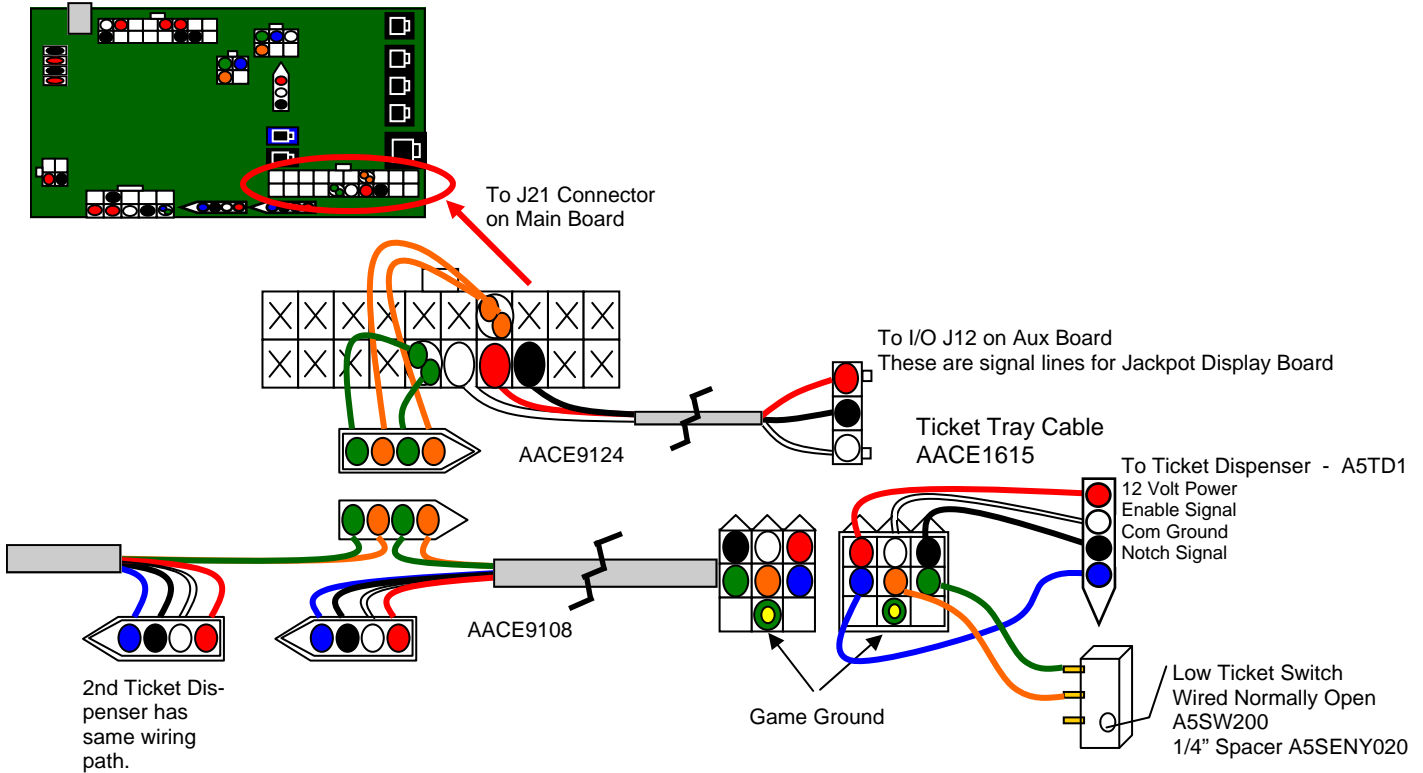 To J21 Connector
on Main Board
To I/O J12 on Aux Board
These are signal lines for Jackpot Display Board
AACE9124
Ticket Tray Cable
AACE1615
To Ticket Dispenser - A5TD1
12 Volt Power
Enable Signal
Com Ground
Notch Signal
AACE9108
2nd Ticket Dis-
penser has
same wiring
path.
Game Ground
Low Ticket Switch
Wired Normally Open
A5SW200
1/4” Spacer A5SENY020